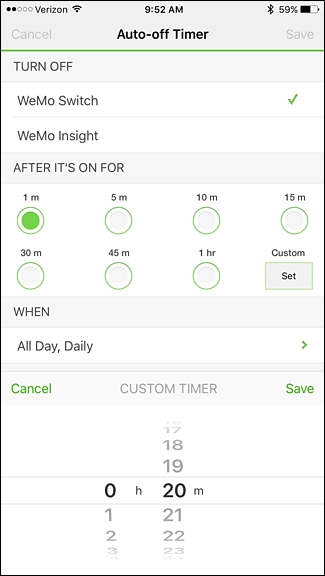 Verizon 9:52 AM 59%
Cancel Auto-off Timer Save
TURN OFF
WeMo Switch
WeMo Insight
AFTER IT'S ON FOR
1 m 5 m 10 m 15 m
30 m 45 m 1 hr Custom
Set
WHEN
All Day, Daily
Cancel CUSTOM TIMER Save
17
18
19
0 h 20 m
1 21
2 22
3 23